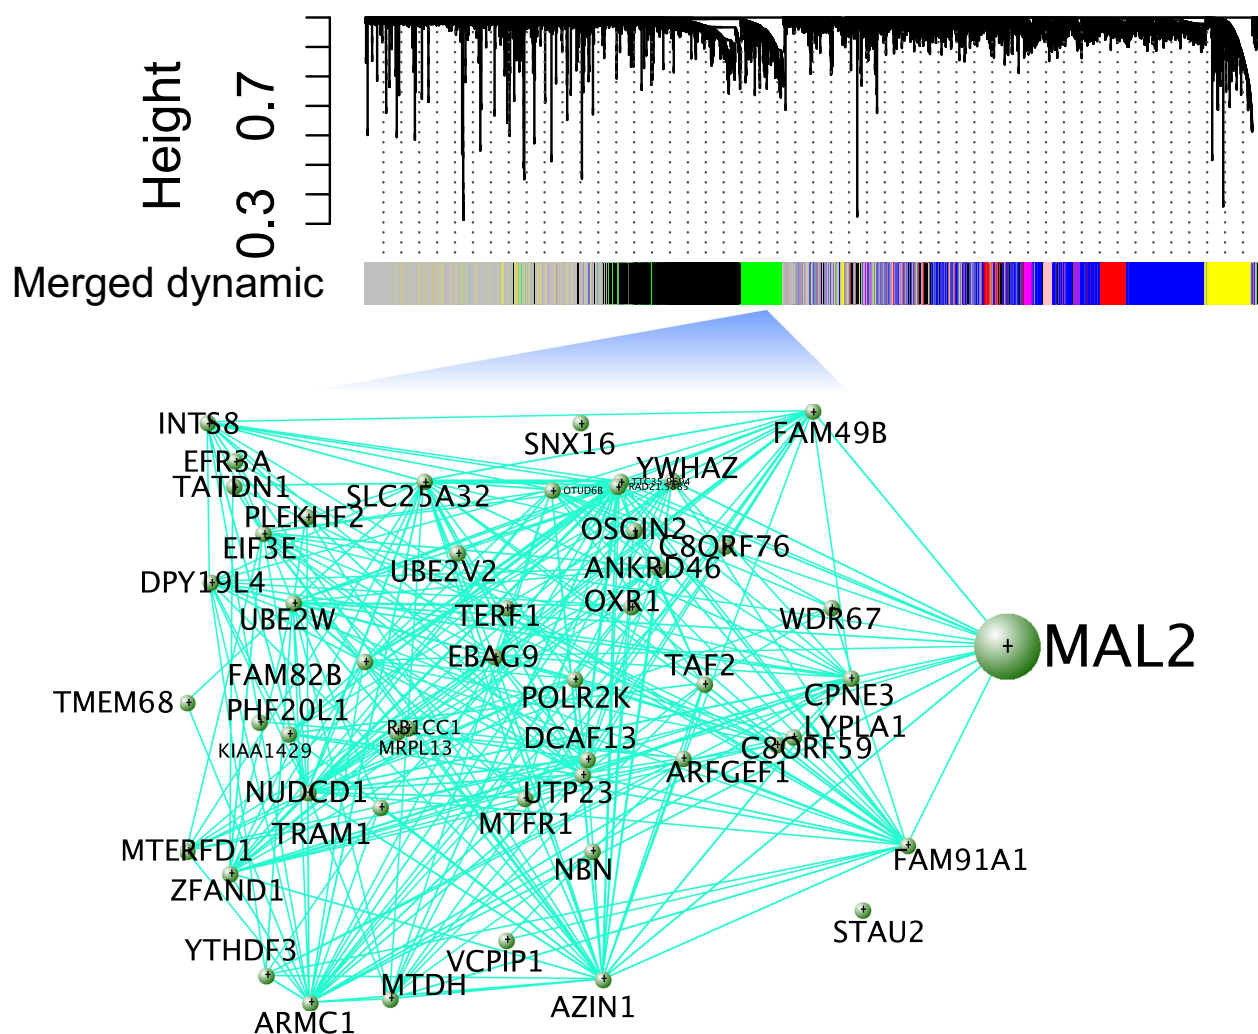 Height
0.7
0.3
Merged dynamic
INTS8
SNX16
FAM49B
EFR3A
YWHAZ
TATDN1
SLC25A32
OTUD6B
PLEKHF2
OSGIN2
EIF3E
C8ORF76
UBE2V2
ANKRD46
DPY19L4
OXR1
UBE2W
TERF1
WDR67
MAL2
EBAG9
TAF2
FAM82B
POLR2K
CPNE3
TMEM68
PHF20L1
RB1CC1
LYPLA1
KIAA1429
MRPL13
DCAF13
C8ORF59
ARFGEF1
NUDCD1
UTP23
TRAM1
MTFR1
MTERFD1
NBN
FAM91A1
ZFAND1
STAU2
YTHDF3
VCPIP1
MTDH
AZIN1
ARMC1